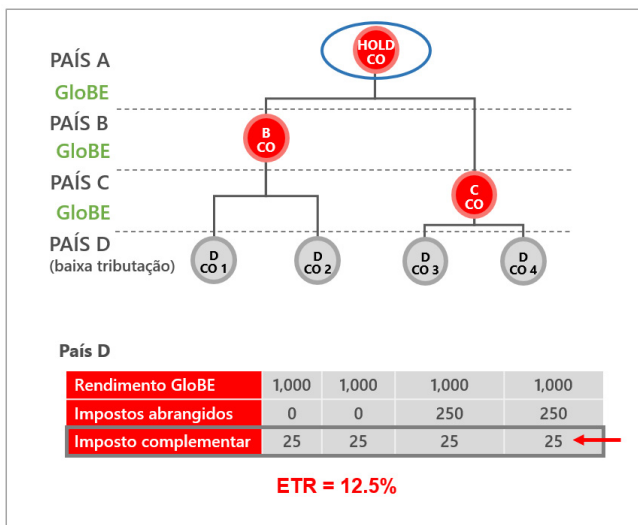 PAÍS A
HOLD
CO
GloBE
PAÍS B
B
CO
GloBE
PAÍS C
C
CO
GloBE
PAÍS D
(baixa tributação)
D
CO 1
D
CO 2
D
CO 3
D
CO 4
País D
Rendimento GloBE 1,000 1,000 1,000 1,000
Impostos abrangidos 0 0 250 250
Imposto complementar 25 25 25 25
ETR = 12.5%